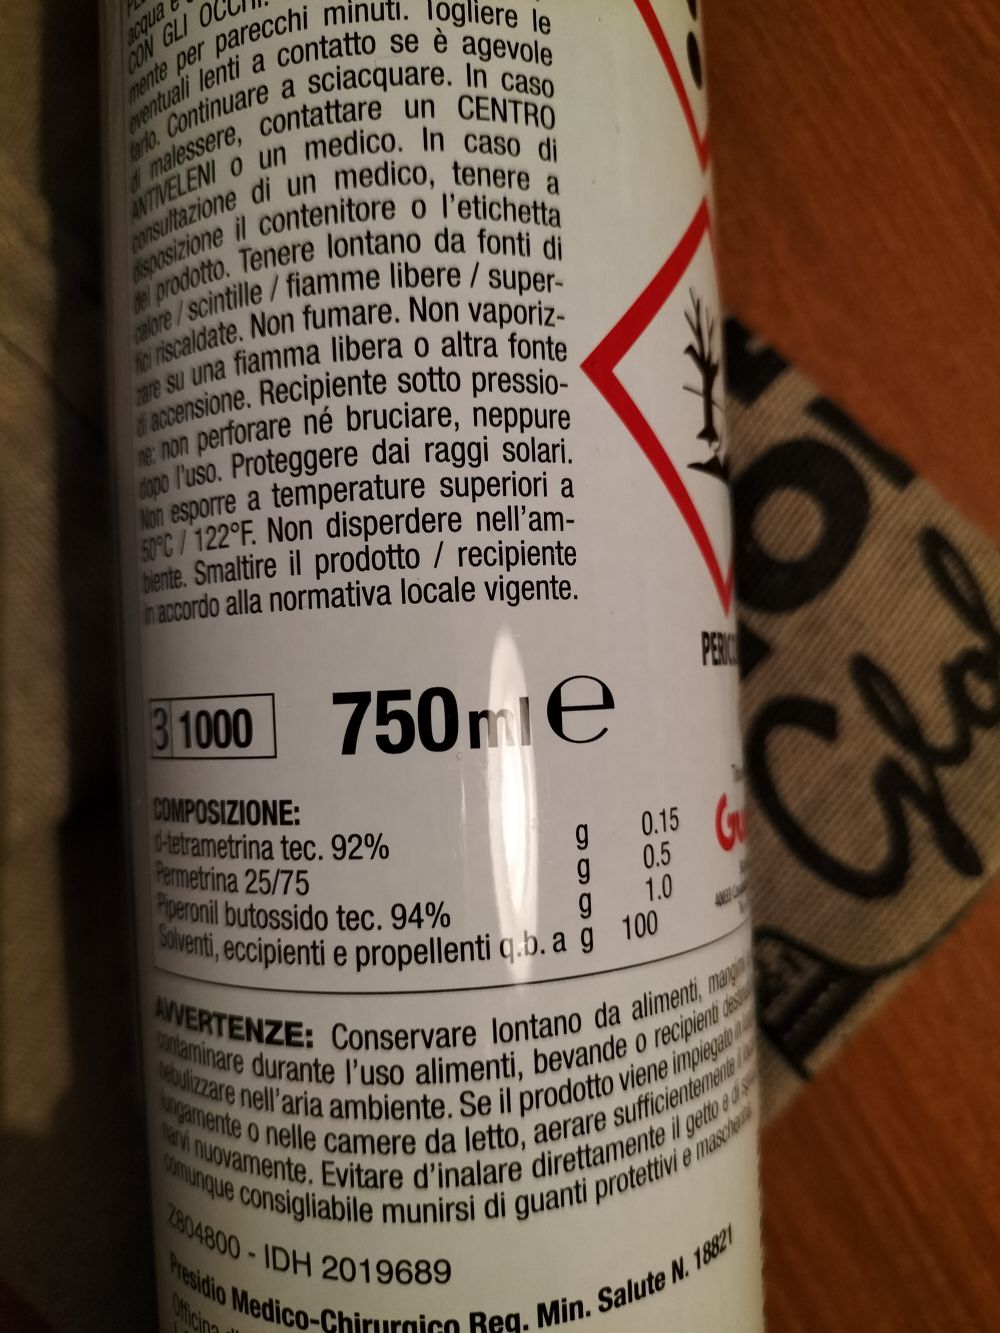 acqua e
CON GLI OCCHI:
mente per parecchi minuti. Togliere le
eventuali lenti a contatto se è agevole
farlo. Continuare a sciacquare. In caso
di malessere, contattare un CENTRO
ANTIVELENI o un medico. In caso di
consultazione di un medico, tenere a
disposizione il contenitore o l'etichetta
del prodotto. Tenere lontano da fonti di
calore / scintille / fiamme libere / super-
fici riscaldate. Non fumare. Non vaporiz-
zare su una fiamma libera o altra fonte
di accensione. Recipiente sotto pressio-
ne: non perforare né bruciare, neppure
dopo l'uso. Proteggere dai raggi solari.
Non esporre a temperature superiori a
50°C / 122°F. Non disperdere nell'am-
biente. Smaltire il prodotto / recipiente
in accordo alla normativa locale vigente.
3 1000 750 ml e
COMPOSIZIONE:
d-tetrametrina tec. 92% g 0.15
Permetrina 25/75 g 0.5
Piperonil butossido tec. 94% g 1.0
Solventi, eccipienti e propellenti q.b. a g 100
AVVERTENZE: Conservare lontano da alimenti,
contaminare durante l'uso alimenti, bevande o recipienti
nebulizzare nell'aria ambiente. Se il prodotto viene impiegato
lungamente o nelle camere da letto, aerare sufficientemente il
nuovamente. Evitare d'inalare direttamente il getto e di
comunque consigliabile munirsi di guanti protettivi e
Z804800 - IDH 2019689
Presidio Medico-Chirurgico Reg. Min. Salute N. 18821
Officina
PERIC
Gu
Glo